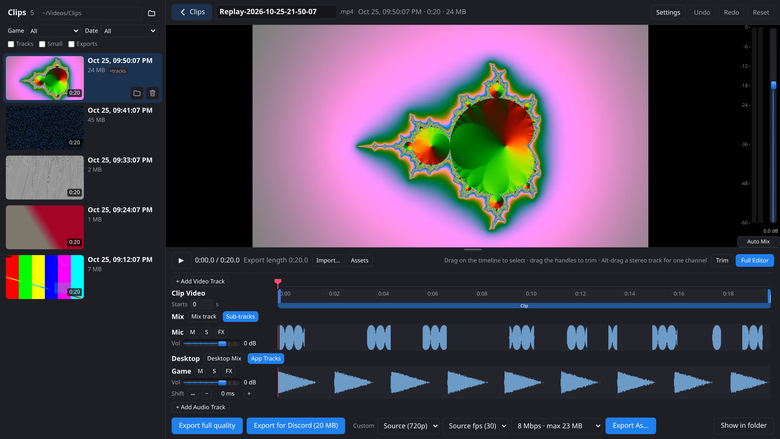 Clips 5 ~/Videos/Clips
Game All Date All
Tracks Small Exports
Oct 25, 09:50:07 PM
24 MB +tracks
0:20
Oct 25, 09:41:07 PM
45 MB
0:20
Oct 25, 09:33:07 PM
2 MB
0:20
Oct 25, 09:24:07 PM
1 MB
0:20
Oct 25, 09:12:07 PM
7 MB
0:20
Clips Replay-2026-10-25-21-50-07 .mp4 Oct 25, 09:50:07 PM · 0:20 · 24 MB Settings Undo Redo Reset
0
-6
-12
-18
-24
-36
-48
-60
0.0 dB
Auto Mix
0:00.0 / 0:20.0 Export length 0:20.0 Import... Assets Drag on the timeline to select · drag the handles to trim · Alt-drag a stereo track for one channel Trim Full Editor
+ Add Video Track
Clip Video
Starts 0 s
0:00 0:02 0:04 0:06 0:08 0:10 0:12 0:14 0:16 0:18
Clip
Mix Mix track Sub-tracks
Mic M S FX
Vol 0 dB
Desktop Desktop Mix App Tracks
Game M S FX
Vol 0 dB
Shift − 0 ms +
+ Add Audio Track
Export full quality Export for Discord (20 MB) Custom Source (720p) Source fps (30) 8 Mbps · max 23 MB Export As... Show in folder